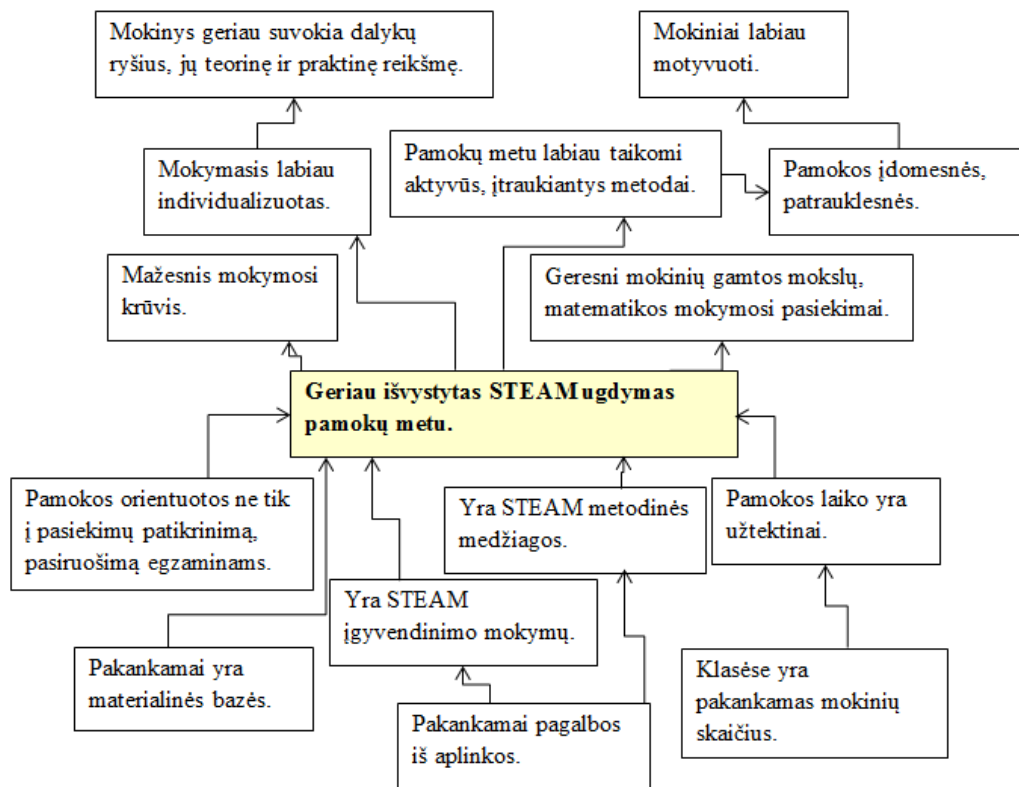 Mokinys geriau suvokia dalykų
ryšius, jų teorinę ir praktinę reikšmę.
Mokiniai labiau
motyvuoti.
Mokymasis labiau
individualizuotas.
Pamokų metu labiau taikomi
aktyvūs, įtraukiantys metodai.
Pamokos įdomesnės,
patrauklesnės.
Mažesnis mokymosi
krūvis.
Geresni mokinių gamtos mokslų,
matematikos mokymosi pasiekimai.
Geriau išvystytas STEAM ugdymas
pamokų metu.
Pamokos orientuotos ne tik
į pasiekimų patikrinimą,
pasiruošimą egzaminams.
Yra STEAM metodinės
medžiagos.
Pamokos laiko yra
užtektinai.
Yra STEAM
įgyvendinimo mokymų.
Pakankamai yra
materialinės bazės.
Pakankamai pagalbos
iš aplinkos.
Klasėse yra
pakankamas mokinių
skaičius.